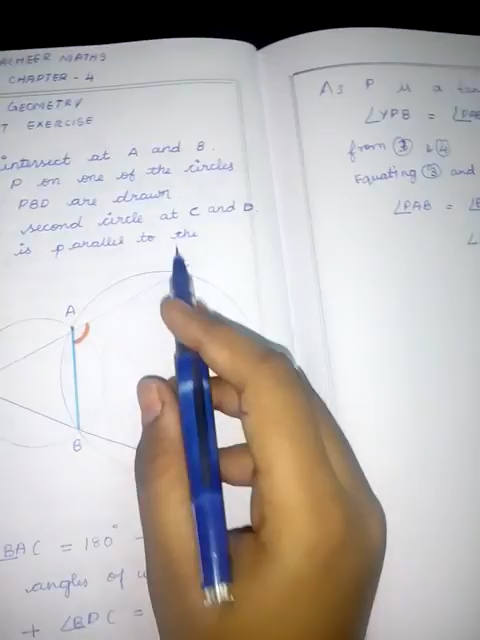 MATHS
CHAPTER - 4
GEOMETRY
EXERCISE
intersect at A and B.
P on one of the circles
PBD are drawn
second circle at C and D.
is parallel to the
A
B
BAC = 180°
angles of
+ ∠BDC =
As P is a
∠YPB =
from ③ & ④
Equating ③ and
∠PAB = ∠
∠